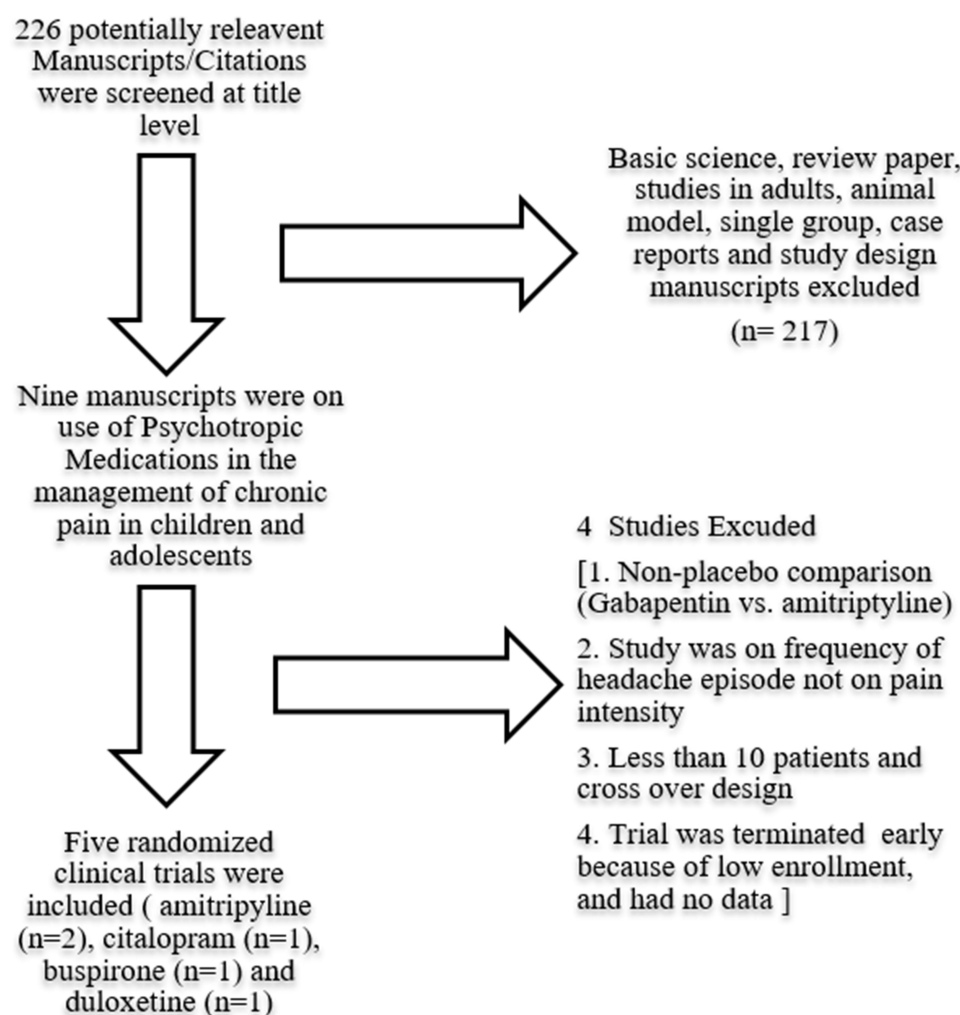 226 potentially releavent
Manuscripts/Citations
were screened at title
level
Basic science, review paper,
studies in adults, animal
model, single group, case
reports and study design
manuscripts excluded
(n= 217)
Nine manuscripts were on
use of Psychotropic
Medications in the
management of chronic
pain in children and
adolescents
4 Studies Excuded
[1. Non-placebo comparison
(Gabapentin vs. amitriptyline)
2. Study was on frequency of
headache episode not on pain
intensity
3. Less than 10 patients and
cross over design
4. Trial was terminated early
because of low enrollment,
and had no data ]
Five randomized
clinical trials were
included ( amitripyline
(n=2), citalopram (n=1),
buspirone (n=1) and
duloxetine (n=1)